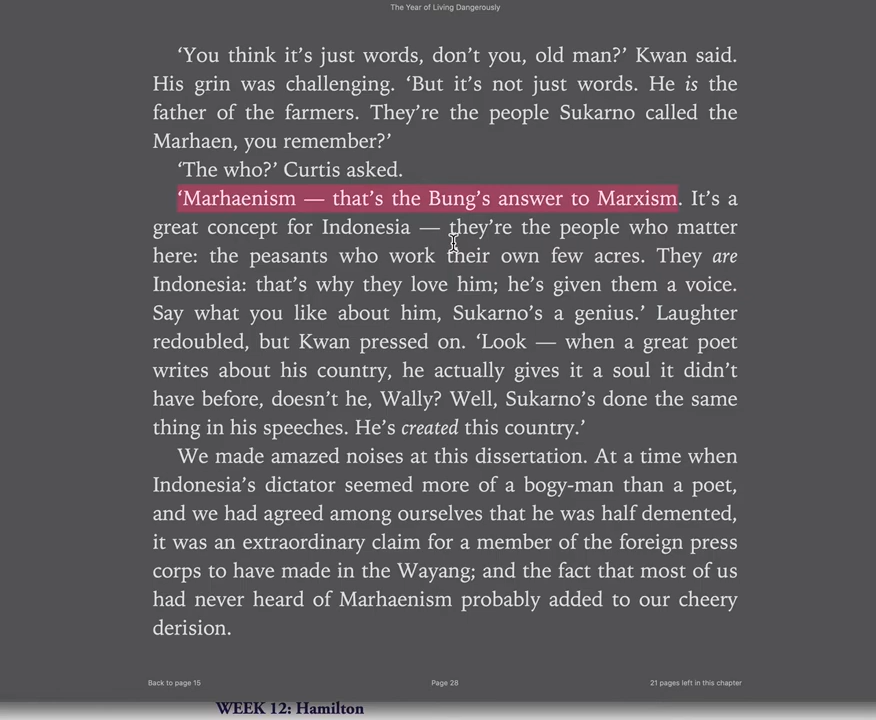 The Year of Living Dangerously
‘You think it’s just words, don’t you, old man?’ Kwan said.
His grin was challenging. ‘But it’s not just words. He is the
father of the farmers. They’re the people Sukarno called the
Marhaen, you remember?’
‘The who?’ Curtis asked.
‘Marhaenism — that’s the Bung’s answer to Marxism. It’s a
great concept for Indonesia — they’re the people who matter
here: the peasants who work their own few acres. They are
Indonesia: that’s why they love him; he’s given them a voice.
Say what you like about him, Sukarno’s a genius.’ Laughter
redoubled, but Kwan pressed on. ‘Look — when a great poet
writes about his country, he actually gives it a soul it didn’t
have before, doesn’t he, Wally? Well, Sukarno’s done the same
thing in his speeches. He’s created this country.’
We made amazed noises at this dissertation. At a time when
Indonesia’s dictator seemed more of a bogy-man than a poet,
and we had agreed among ourselves that he was half demented,
it was an extraordinary claim for a member of the foreign press
corps to have made in the Wayang; and the fact that most of us
had never heard of Marhaenism probably added to our cheery
derision.
Back to page 15
Page 28
21 pages left in this chapter
WEEK 12: Hamilton